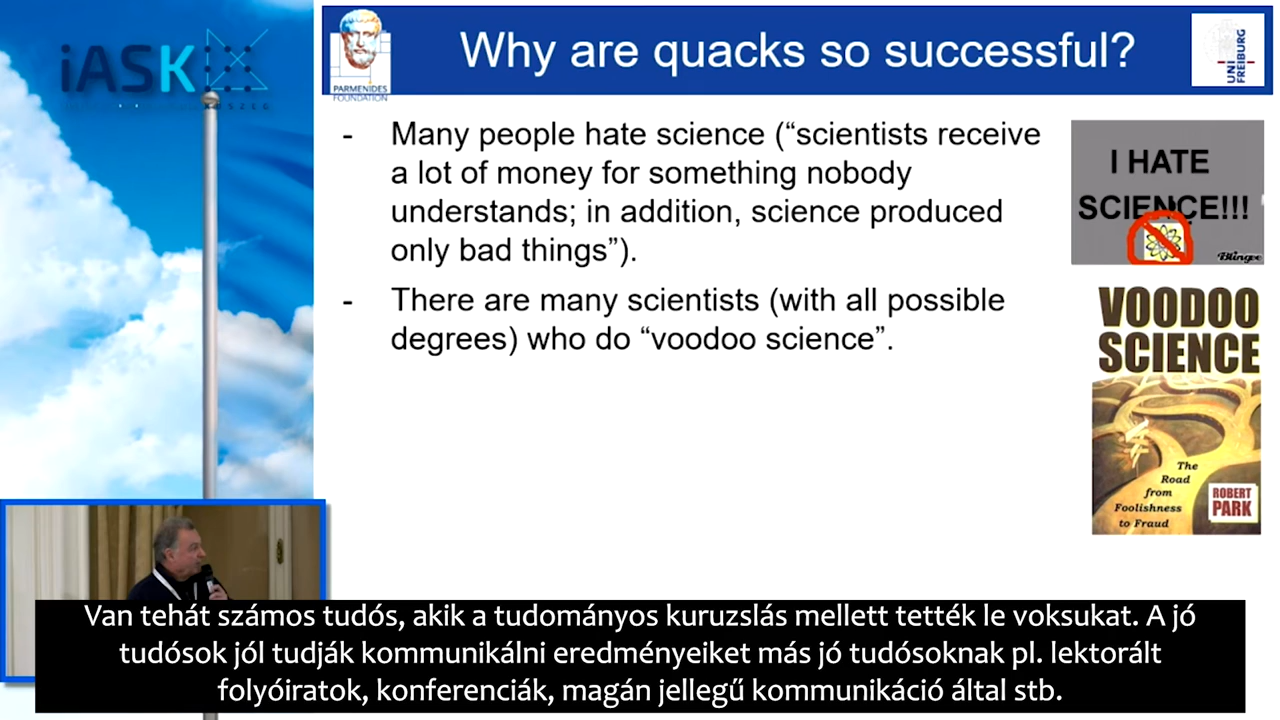 iASK
KŐSZEG
PARMENIDES
FOUNDATION
Why are quacks so successful?
UNI
FREIBURG
- Many people hate science (“scientists receive
a lot of money for something nobody
understands; in addition, science produced
only bad things”).
- There are many scientists (with all possible
degrees) who do “voodoo science”.
I HATE
SCIENCE!!!
Blingee
VOODOO
SCIENCE
The
Road
from
Foolishness
to Fraud
ROBERT
PARK
Van tehát számos tudós, akik a tudományos kuruzslás mellett tették le voksukat. A jó
tudósok jól tudják kommunikálni eredményeiket más jó tudósoknak pl. lektorált
folyóiratok, konferenciák, magán jellegű kommunikáció által stb.